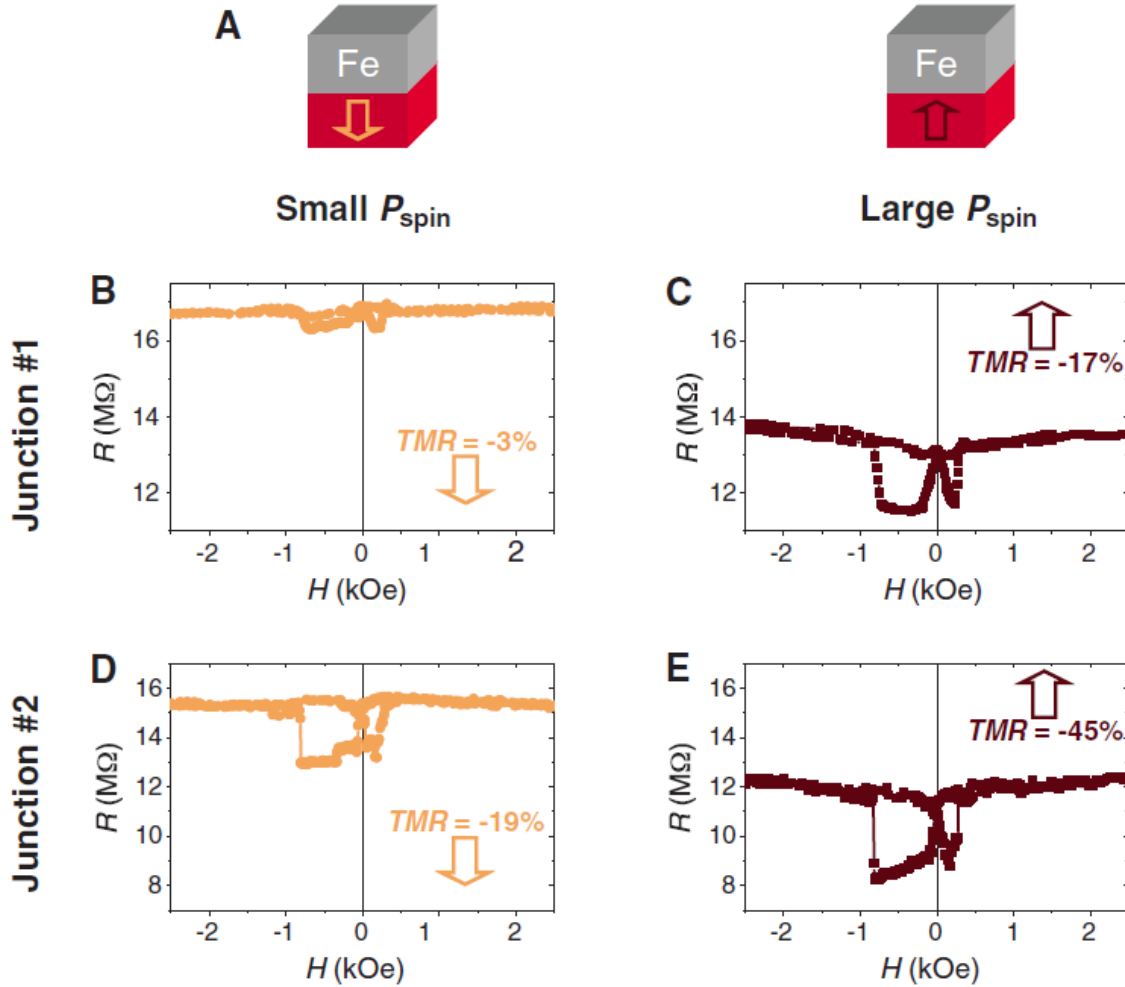 A
Fe
Fe
Small Pspin
Large Pspin
Junction #1
B
R (MΩ)
16
14
12
TMR = -3%
-2 -1 0 1 2
H (kOe)
C
R (MΩ)
16
14
12
TMR = -17%
-2 -1 0 1 2
H (kOe)
Junction #2
D
R (MΩ)
16
14
12
10
8
TMR = -19%
-2 -1 0 1 2
H (kOe)
E
R (MΩ)
16
14
12
10
8
TMR = -45%
-2 -1 0 1 2
H (kOe)